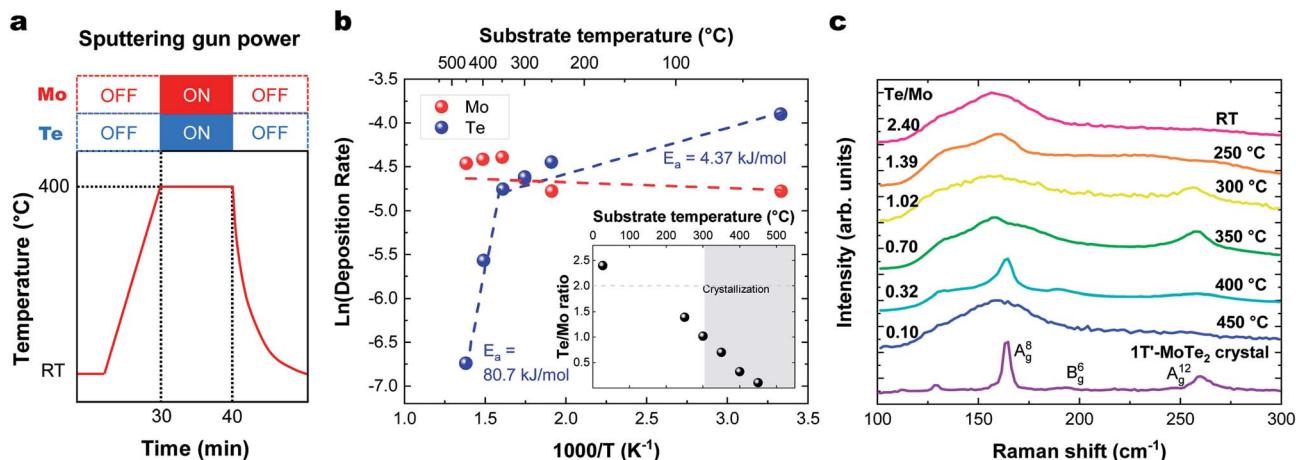 a
Sputtering gun power
Mo OFF ON OFF
Te OFF ON OFF
Temperature (°C)
400
RT
30 40
Time (min)
b
Substrate temperature (°C)
500 400 300 200 100
Ln(Deposition Rate)
-3.5
-4.0
-4.5
-5.0
-5.5
-6.0
-6.5
-7.0
Mo
Te
Ea = 4.37 kJ/mol
Ea =
80.7 kJ/mol
1.0 1.5 2.0 2.5 3.0 3.5
1000/T (K-1)
Substrate temperature (°C)
0 100 200 300 400 500
Te/Mo ratio
2.5
2.0
1.5
1.0
0.5
Crystallization
c
Intensity (arb. units)
Te/Mo
2.40 RT
1.39 250 °C
1.02 300 °C
0.70 350 °C
0.32 400 °C
0.10 450 °C
1T'-MoTe2 crystal
Ag8 Bg6 Ag12
100 150 200 250 300
Raman shift (cm-1)